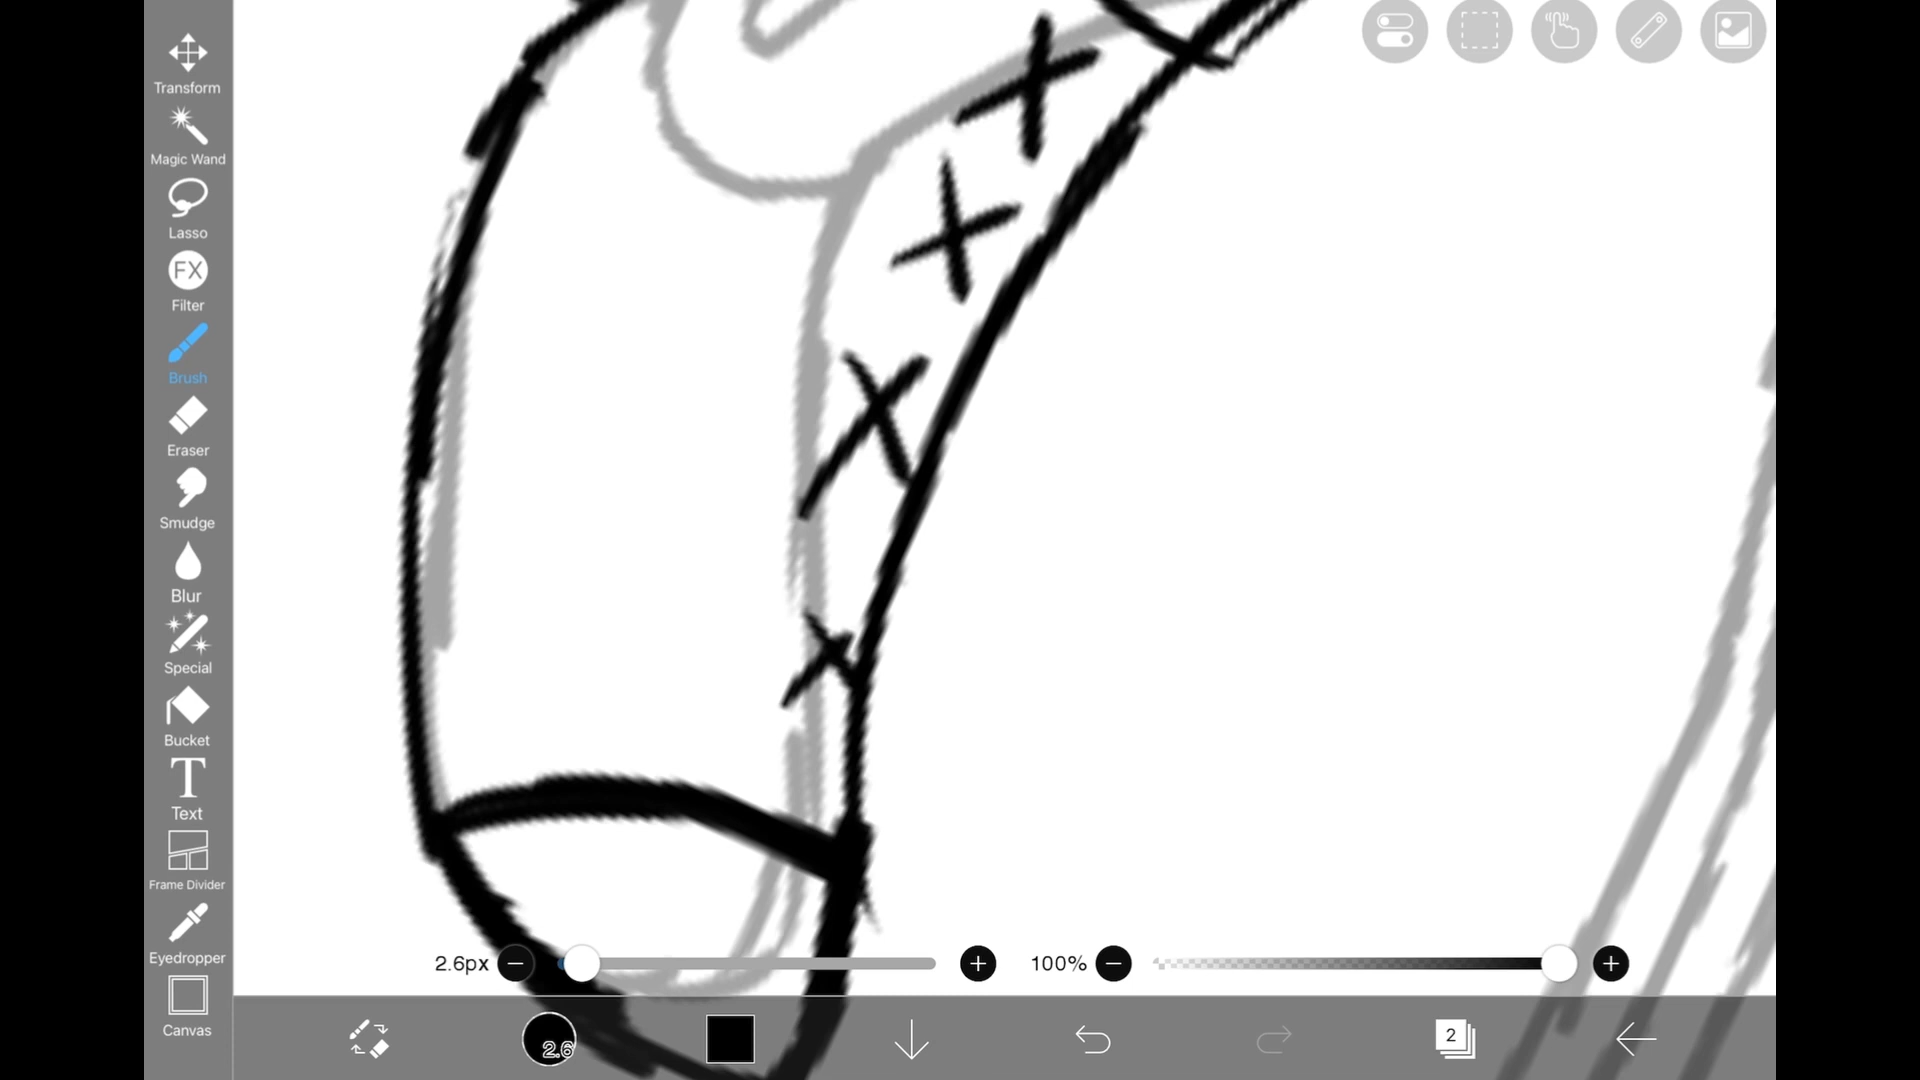 Transform
Magic Wand
Lasso
FX
Filter
Brush
Eraser
Smudge
Blur
Special
Bucket
T
Text
Frame Divider
Eyedropper
Canvas
2.6px
100%
2.6
2